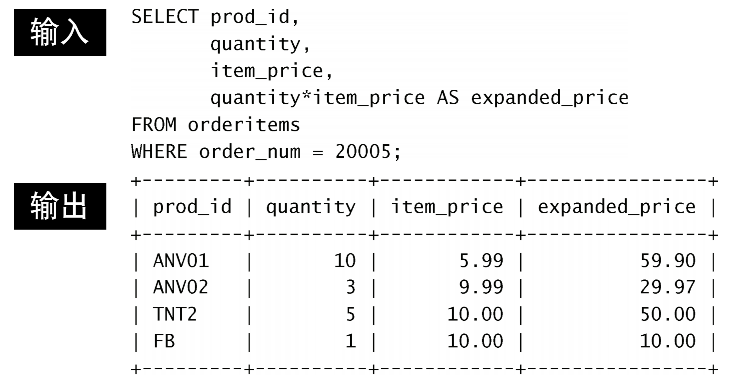 输入
SELECT prod_id,
quantity,
item_price,
quantity*item_price AS expanded_price
FROM orderitems
WHERE order_num = 20005;
输出
+---------+----------+------------+----------------+
| prod_id | quantity | item_price | expanded_price |
+---------+----------+------------+----------------+
| ANV01 | 10 | 5.99 | 59.90 |
| ANV02 | 3 | 9.99 | 29.97 |
| TNT2 | 5 | 10.00 | 50.00 |
| FB | 1 | 10.00 | 10.00 |
+---------+----------+------------+----------------+